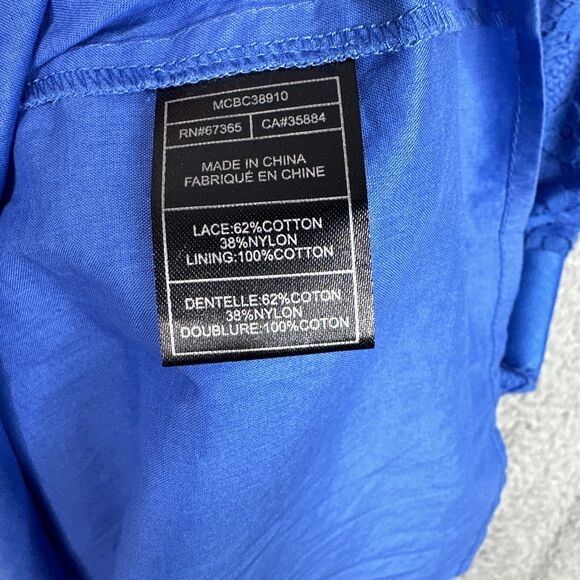 MCBC38910
RN#67365 CA#35884
MADE IN CHINA
FABRIQUÉ EN CHINE
LACE:62%COTTON
38%NYLON
LINING:100%COTTON
DENTELLE:62%COTON
38%NYLON
DOUBLURE:100%COTON